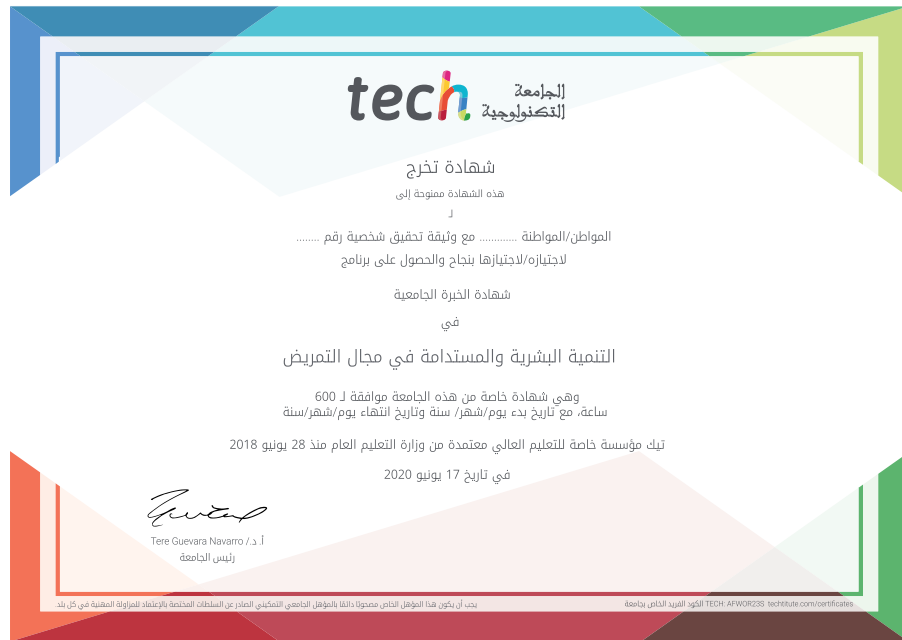 tech الجامعة التكنولوجية
شهادة تخرج
هذه الشهادة ممنوحة إلى
لـ
المواطن/المواطنة ............. مع وثيقة تحقيق شخصية رقم ........
لاجتيازه/لاجتيازها بنجاح والحصول على برنامج
شهادة الخبرة الجامعية
في
التنمية البشرية والمستدامة في مجال التمريض
وهي شهادة خاصة من هذه الجامعة موافقة لـ 600
ساعة، مع تاريخ بدء يوم/شهر/ سنة وتاريخ انتهاء يوم/شهر/سنة
تيك مؤسسة خاصة للتعليم العالي معتمدة من وزارة التعليم العام منذ 28 يونيو 2018
في تاريخ 17 يونيو 2020
أ. د./ Tere Guevara Navarro
رئيس الجامعة
يجب أن يكون هذا المؤهل الخاص مصحوبًا دائمًا بالمؤهل الجامعي التمكيني الصادر عن السلطات المختصة بالإعتماد للمزاولة المهنية في كل بلد.
الكود الفريد الخاص بجامعة TECH: AFWOR23S techtitute.com/certificates